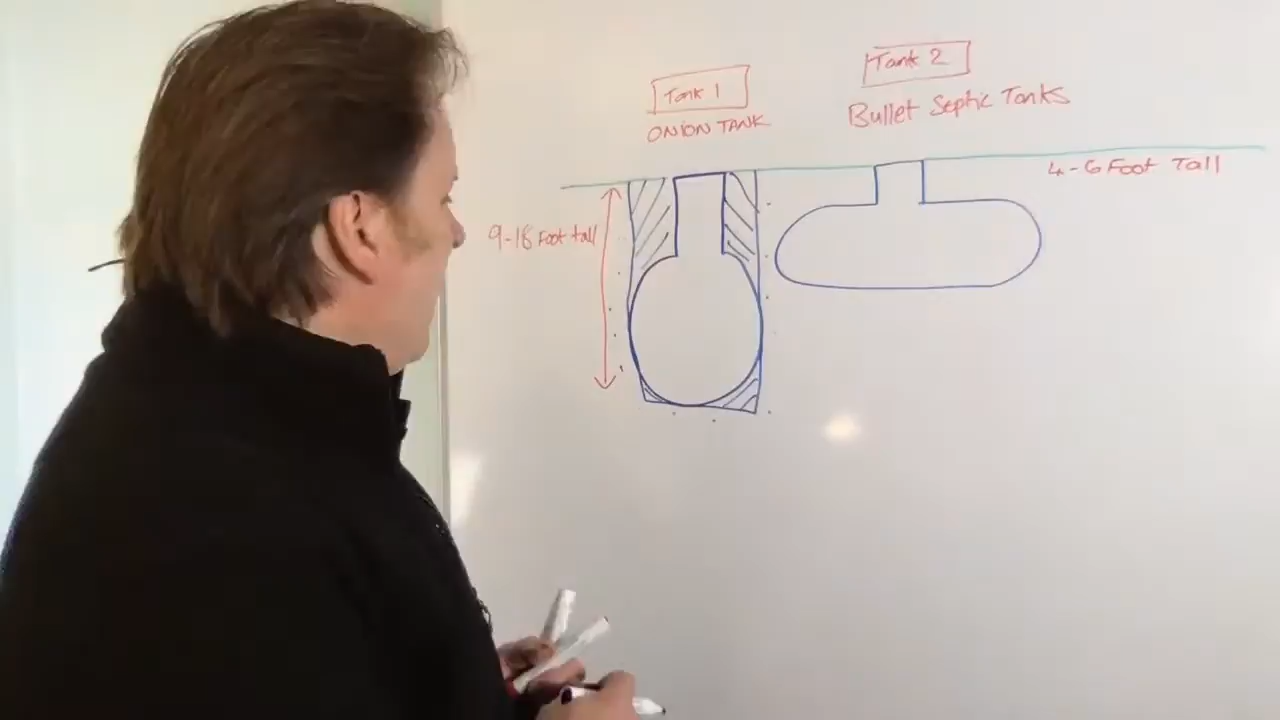 Tank 1
ONION TANK
Tank 2
Bullet Septic Tanks
4-6 Foot Tall
9-18 Foot tall